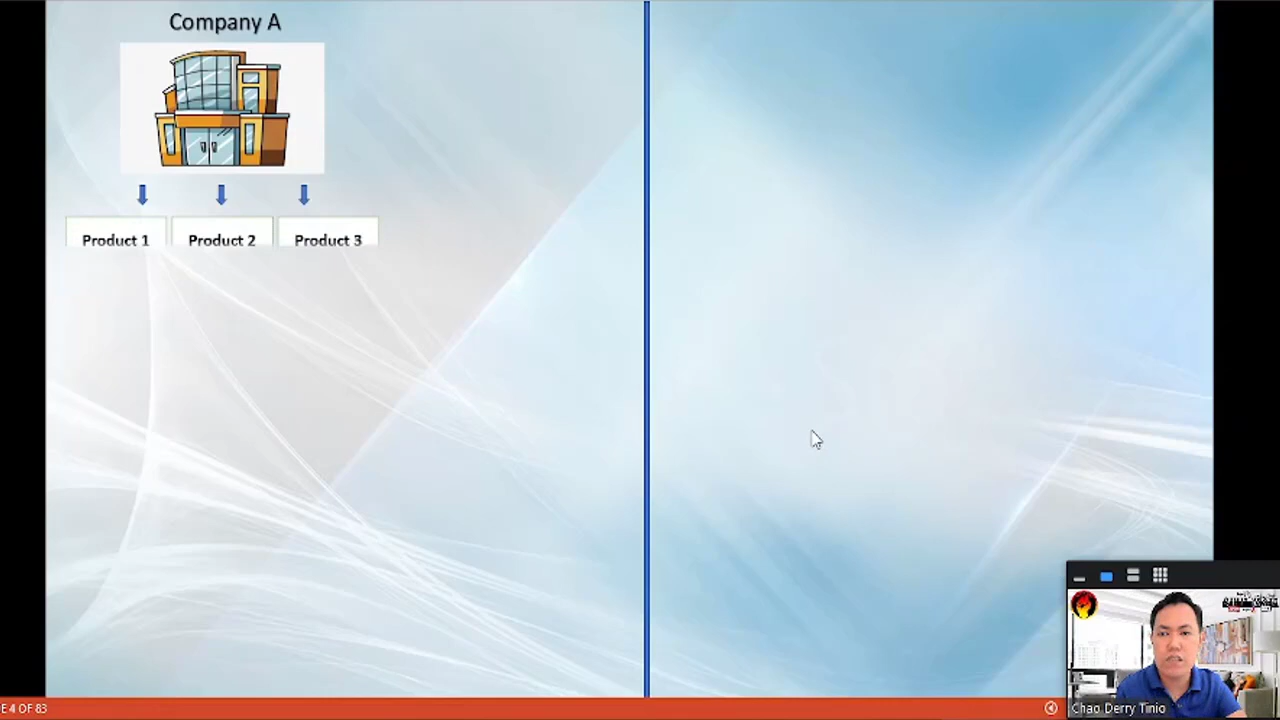 Company A
Product 1
Product 2
Product 3
E 4 OF 83
Chao Derry Tinio